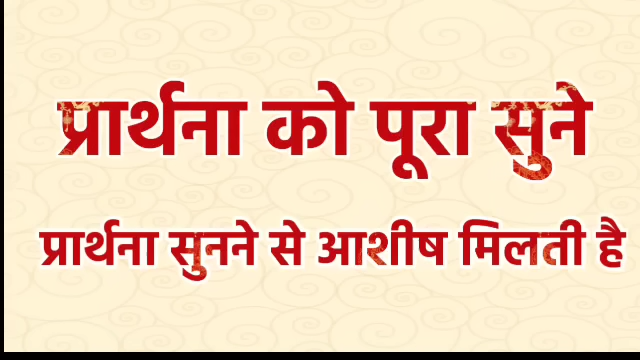 प्रार्थना को पूरा सुने
प्रार्थना सुनने से आशीष मिलती है